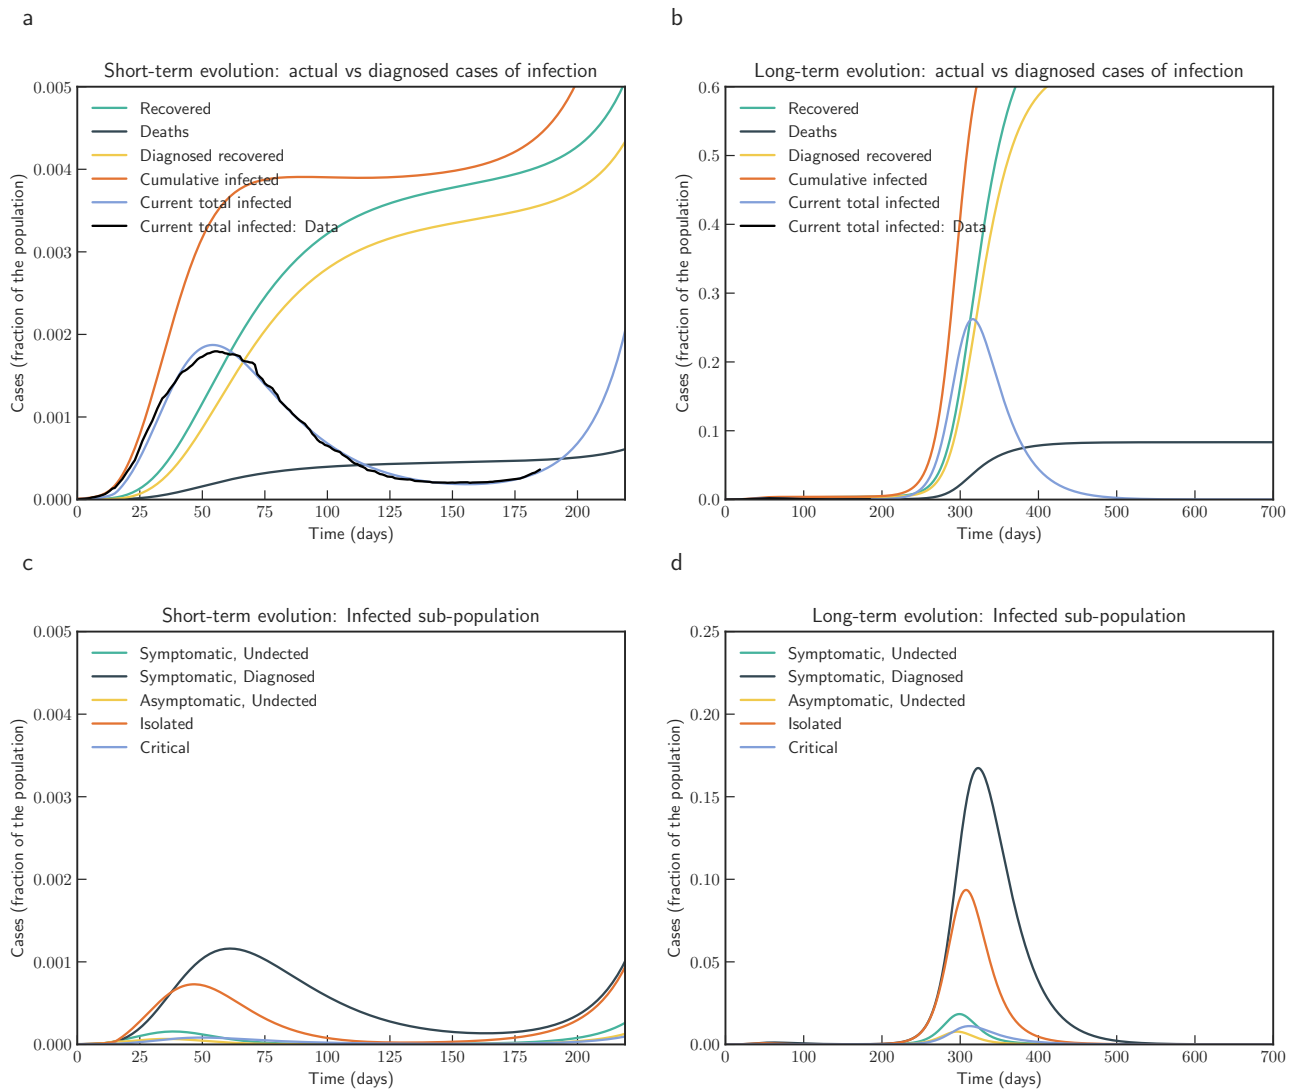 a
Short-term evolution: actual vs diagnosed cases of infection
Cases (fraction of the population)
0.005
0.004
0.003
0.002
0.001
0.000
Recovered
Deaths
Diagnosed recovered
Cumulative infected
Current total infected
Current total infected: Data
0 25 50 75 100 125 150 175 200
Time (days)
b
Long-term evolution: actual vs diagnosed cases of infection
Cases (fraction of the population)
0.6
0.5
0.4
0.3
0.2
0.1
0.0
Recovered
Deaths
Diagnosed recovered
Cumulative infected
Current total infected
Current total infected: Data
0 100 200 300 400 500 600 700
Time (days)
c
Short-term evolution: Infected sub-population
Cases (fraction of the population)
0.005
0.004
0.003
0.002
0.001
0.000
Symptomatic, Undected
Symptomatic, Diagnosed
Asymptomatic, Undected
Isolated
Critical
0 25 50 75 100 125 150 175 200
Time (days)
d
Long-term evolution: Infected sub-population
Cases (fraction of the population)
0.25
0.20
0.15
0.10
0.05
0.00
Symptomatic, Undected
Symptomatic, Diagnosed
Asymptomatic, Undected
Isolated
Critical
0 100 200 300 400 500 600 700
Time (days)